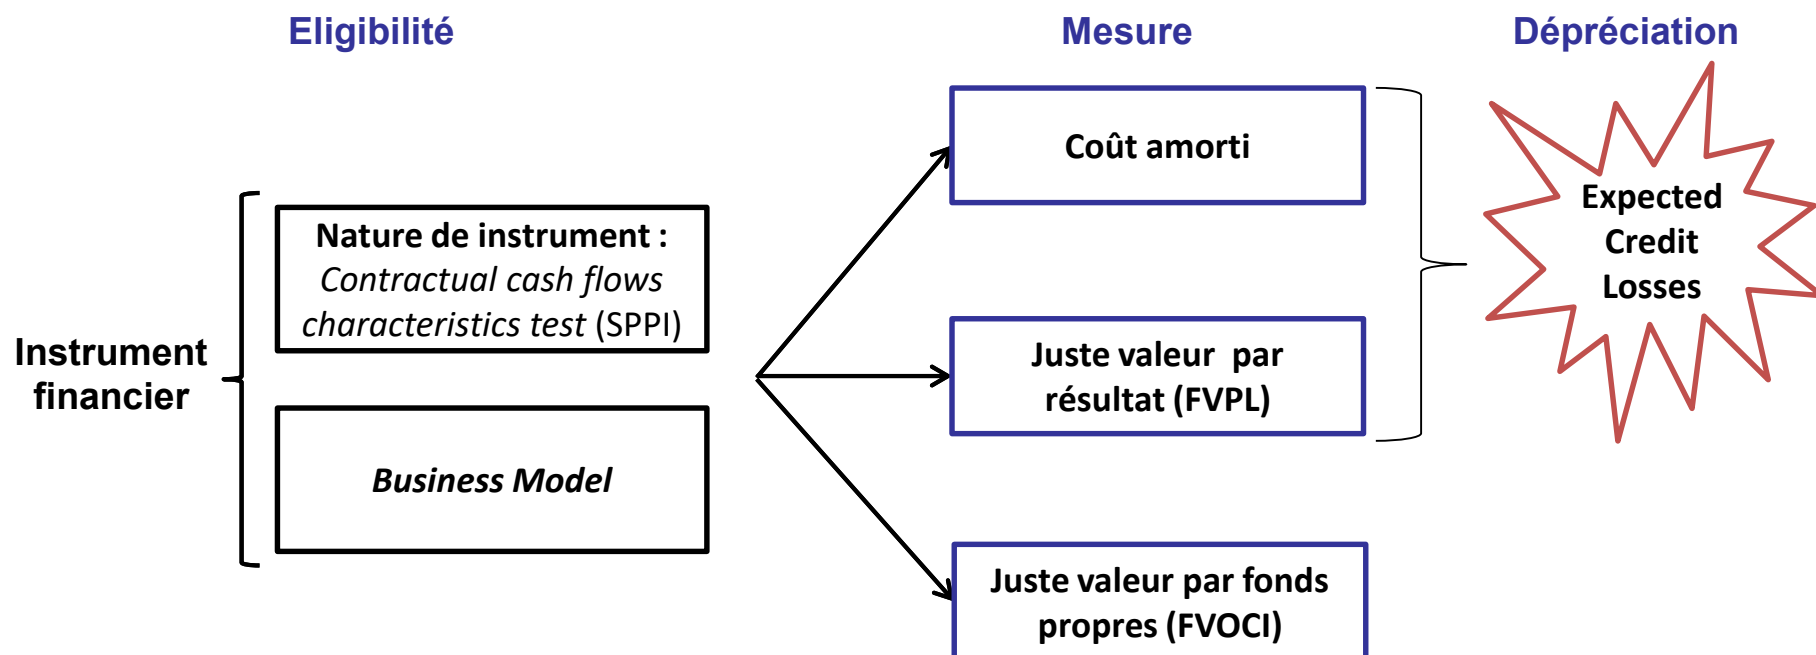 Eligibilité
Mesure
Dépréciation
Instrument
financier
Nature de instrument :
Contractual cash flows
characteristics test (SPPI)
Business Model
Coût amorti
Juste valeur par
résultat (FVPL)
Juste valeur par fonds
propres (FVOCI)
Expected
Credit
Losses